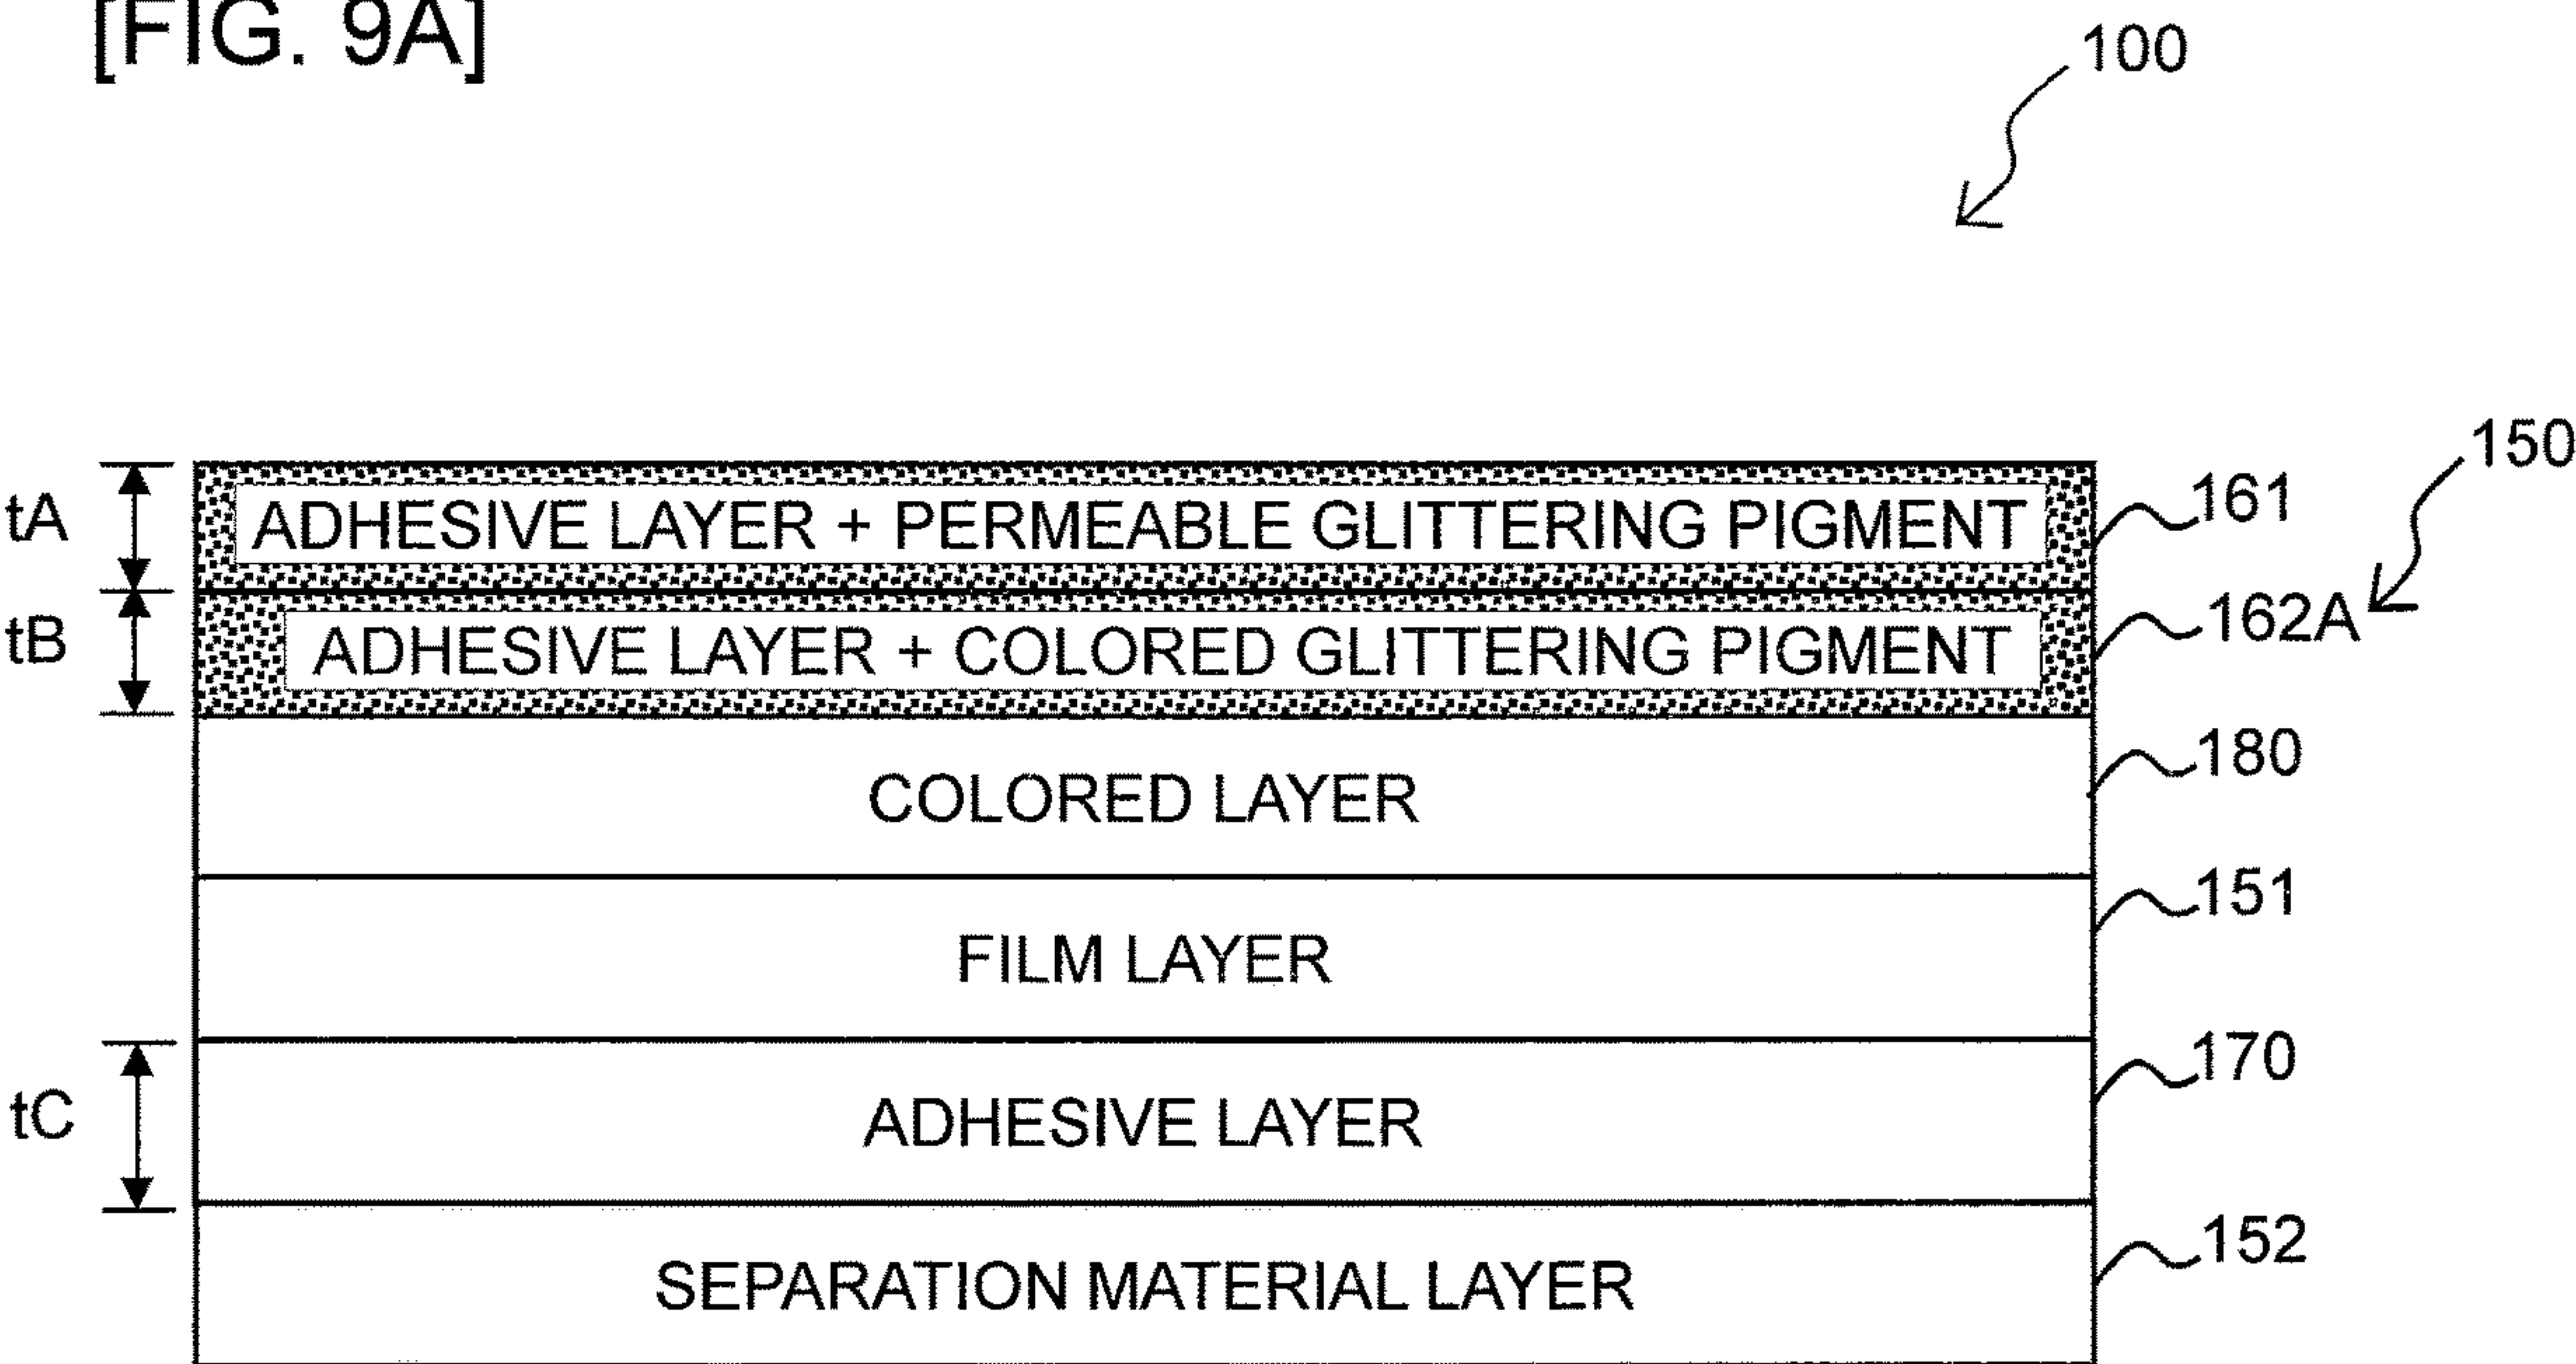 [FIG. 9A]
100
150
tA
ADHESIVE LAYER + PERMEABLE GLITTERING PIGMENT
161
tB
ADHESIVE LAYER + COLORED GLITTERING PIGMENT
162A
COLORED LAYER
180
FILM LAYER
151
tC
ADHESIVE LAYER
170
SEPARATION MATERIAL LAYER
152